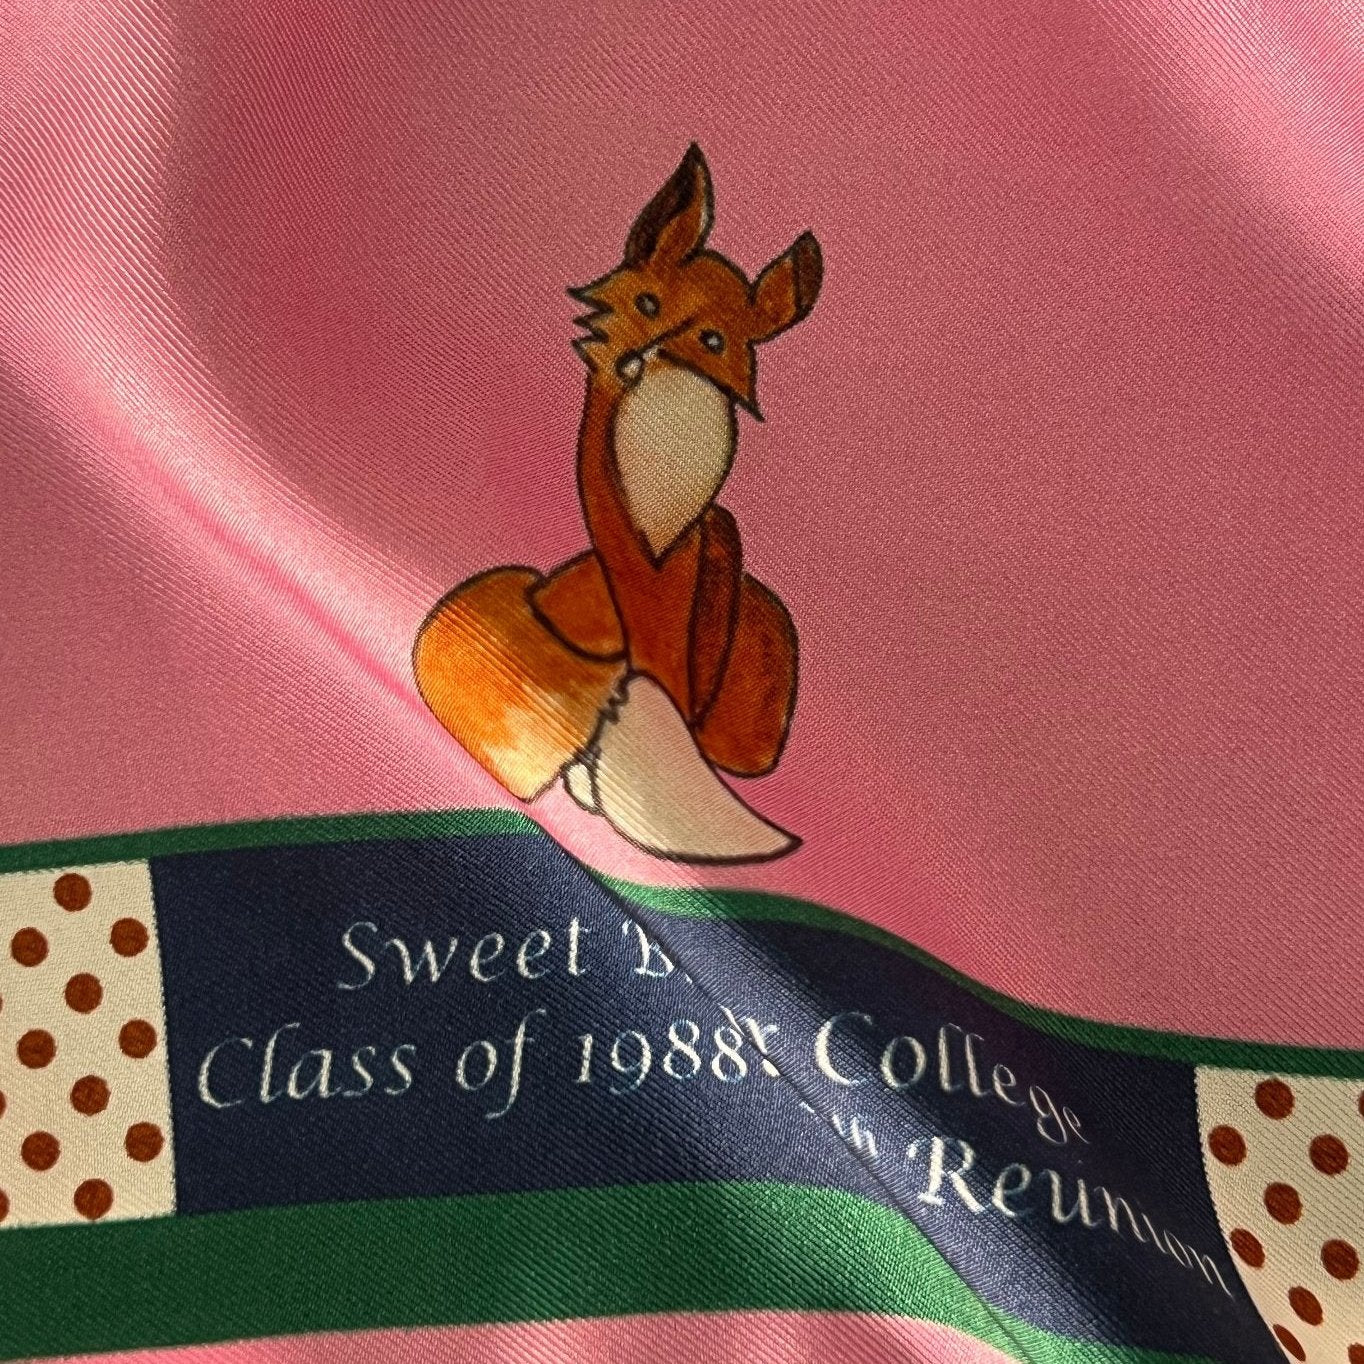 Sweet College
Class of 1988: Reunion